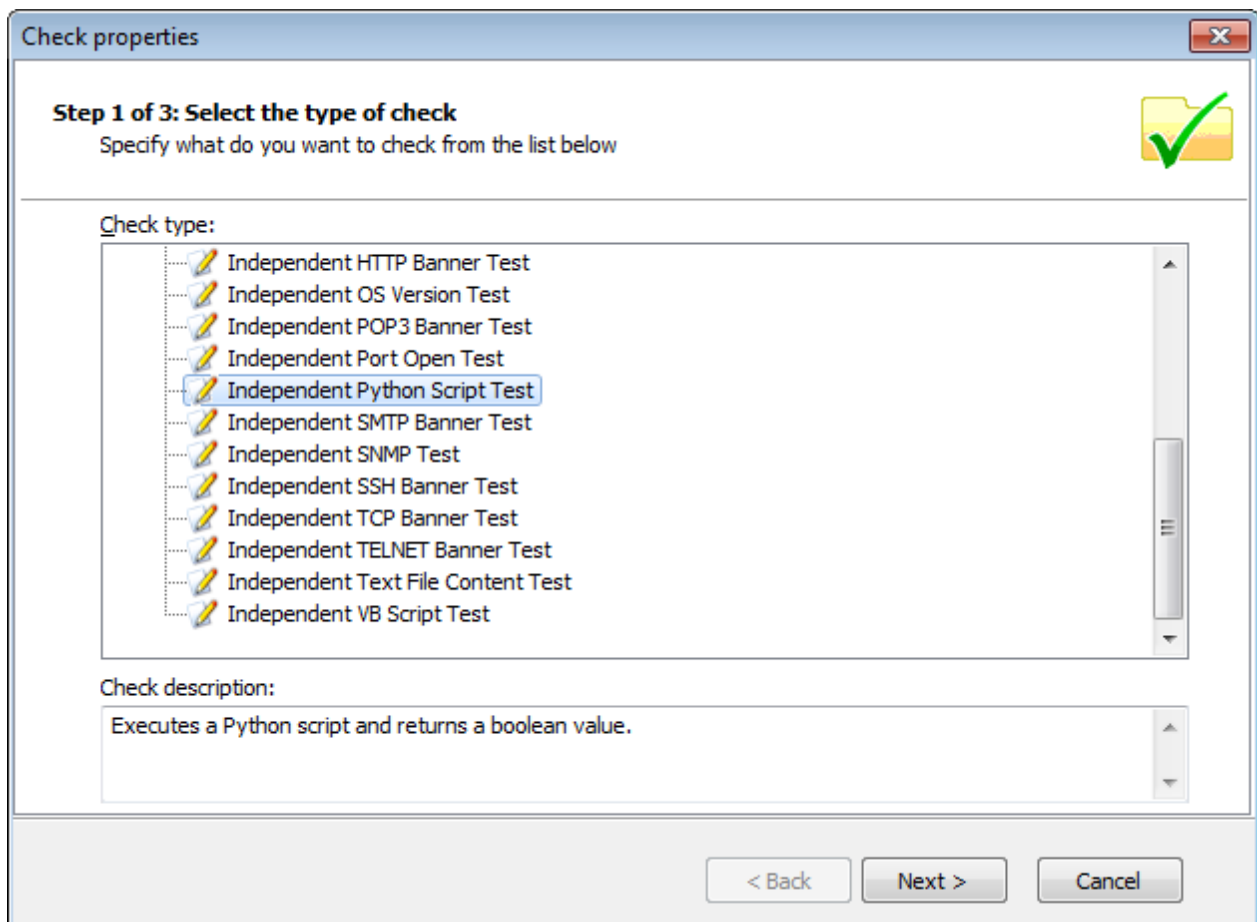 Check properties
Step 1 of 3: Select the type of check
Specify what do you want to check from the list below
Check type:
Independent HTTP Banner Test
Independent OS Version Test
Independent POP3 Banner Test
Independent Port Open Test
Independent Python Script Test
Independent SMTP Banner Test
Independent SNMP Test
Independent SSH Banner Test
Independent TCP Banner Test
Independent TELNET Banner Test
Independent Text File Content Test
Independent VB Script Test
Check description:
Executes a Python script and returns a boolean value.
< Back
Next >
Cancel